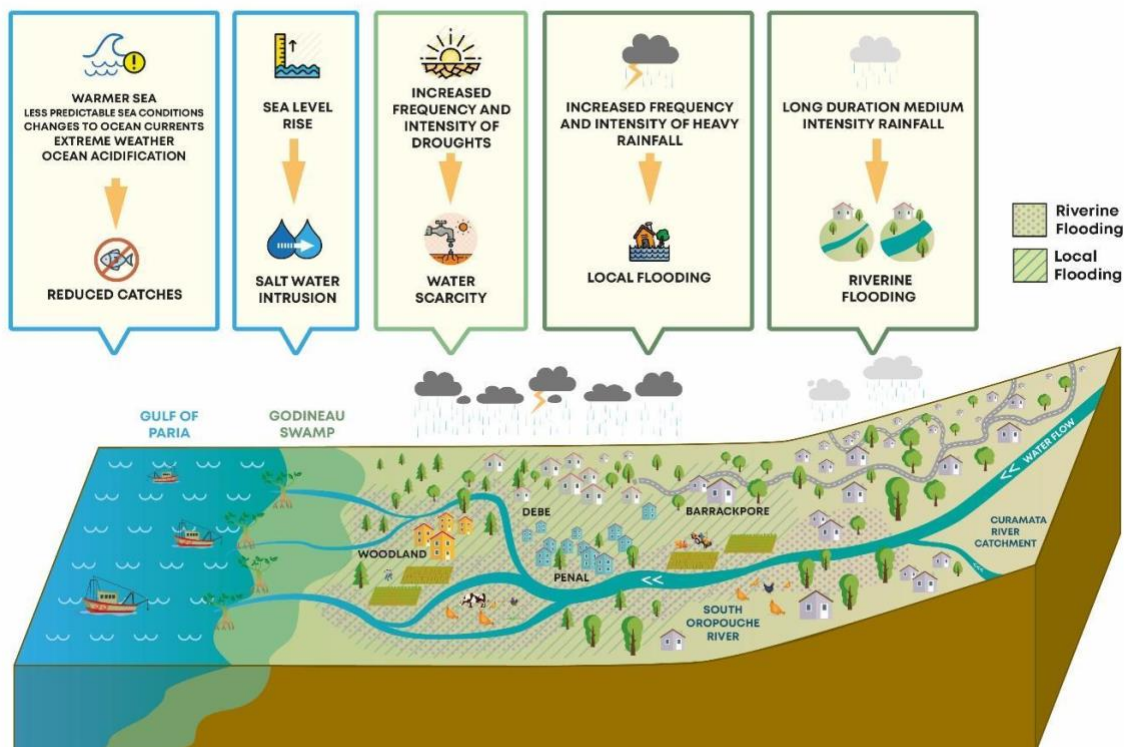 WARMER SEA
LESS PREDICTABLE SEA CONDITIONS
CHANGES TO OCEAN CURRENTS
EXTREME WEATHER
OCEAN ACIDIFICATION
REDUCED CATCHES
SEA LEVEL
RISE
SALT WATER
INTRUSION
INCREASED
FREQUENCY AND
INTENSITY OF
DROUGHTS
WATER
SCARCITY
INCREASED FREQUENCY
AND INTENSITY OF HEAVY
RAINFALL
LOCAL FLOODING
LONG DURATION MEDIUM
INTENSITY RAINFALL
RIVERINE
FLOODING
Riverine
Flooding
Local
Flooding
GULF OF
PARIA
GODINEAU
SWAMP
<< WATER FLOW
DEBE
BARRACKPORE
WOODLAND
CURAMATA
RIVER
CATCHMENT
PENAL
<<
<<<
SOUTH
OROPOUCHE
RIVER